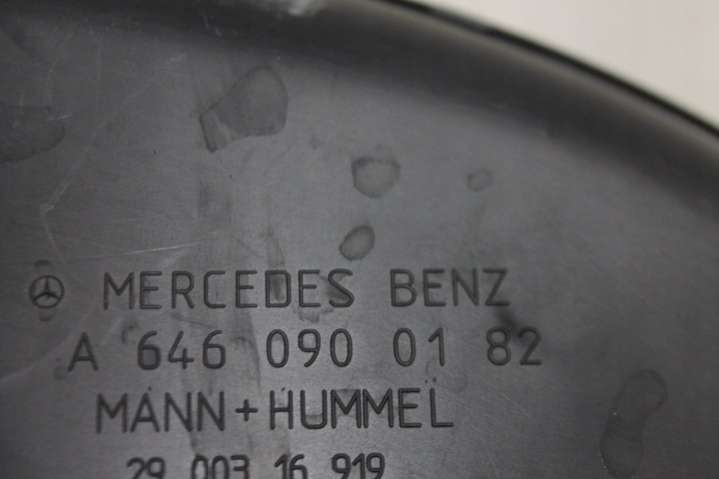 MERCEDES BENZ
A 646 090 01 82
MANN+HUMMEL
29 003 16 919